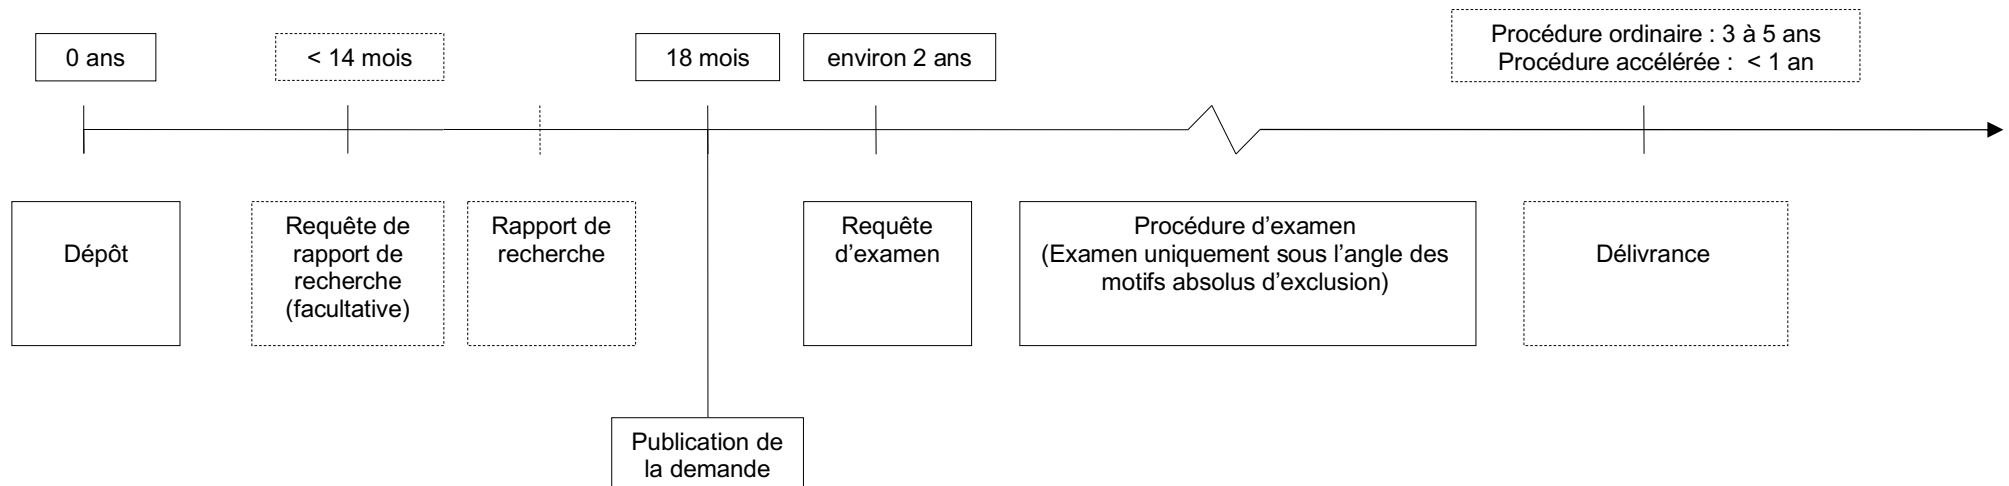 0 ans
< 14 mois
18 mois
environ 2 ans
Procédure ordinaire : 3 à 5 ans
Procédure accélérée : < 1 an
Dépôt
Requête de
rapport de
recherche
(facultative)
Rapport de
recherche
Requête
d’examen
Procédure d’examen
(Examen uniquement sous l’angle des
motifs absolus d’exclusion)
Délivrance
Publication de
la demande